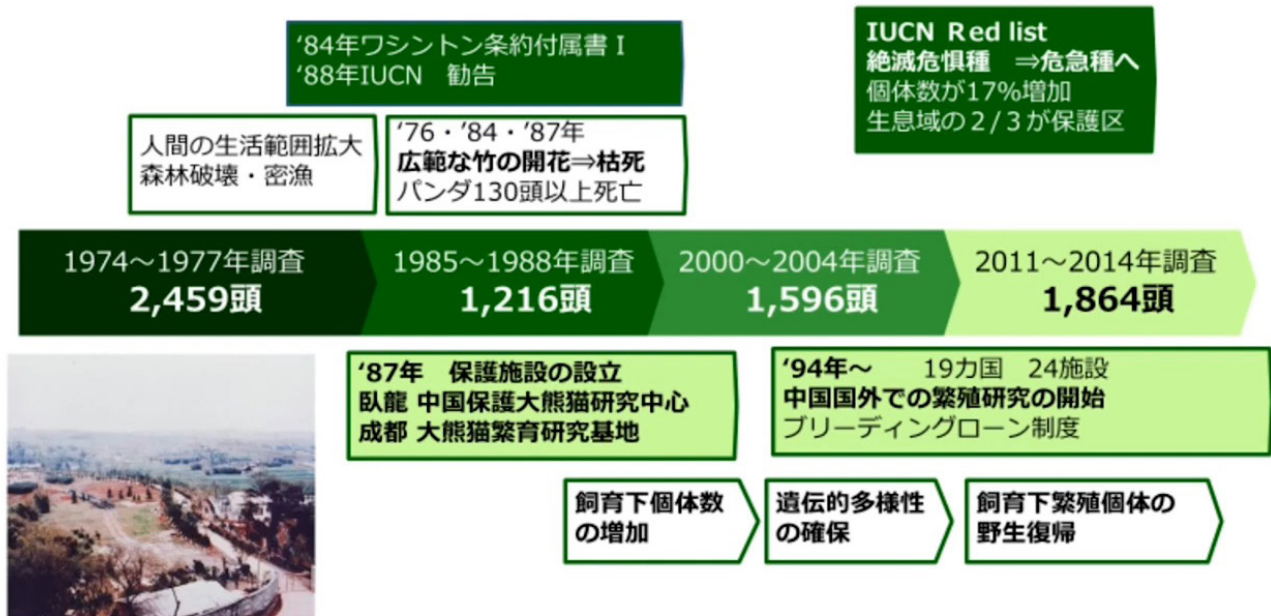 '84年ワシントン条約付属書Ⅰ
'88年IUCN 勧告
IUCN Red list
絶滅危惧種 ⇒危急種へ
個体数が17%増加
生息域の2/3が保護区
人間の生活範囲拡大
森林破壊・密漁
'76・'84・'87年
広範な竹の開花⇒枯死
パンダ130頭以上死亡
1974～1977年調査
2,459頭
1985～1988年調査
1,216頭
2000～2004年調査
1,596頭
2011～2014年調査
1,864頭
'87年 保護施設の設立
臥龍 中国保護大熊猫研究中心
成都 大熊猫繁育研究基地
'94年～ 19カ国 24施設
中国国外での繁殖研究の開始
ブリーディングローン制度
飼育下個体数
の増加
遺伝的多様性
の確保
飼育下繁殖個体の
野生復帰